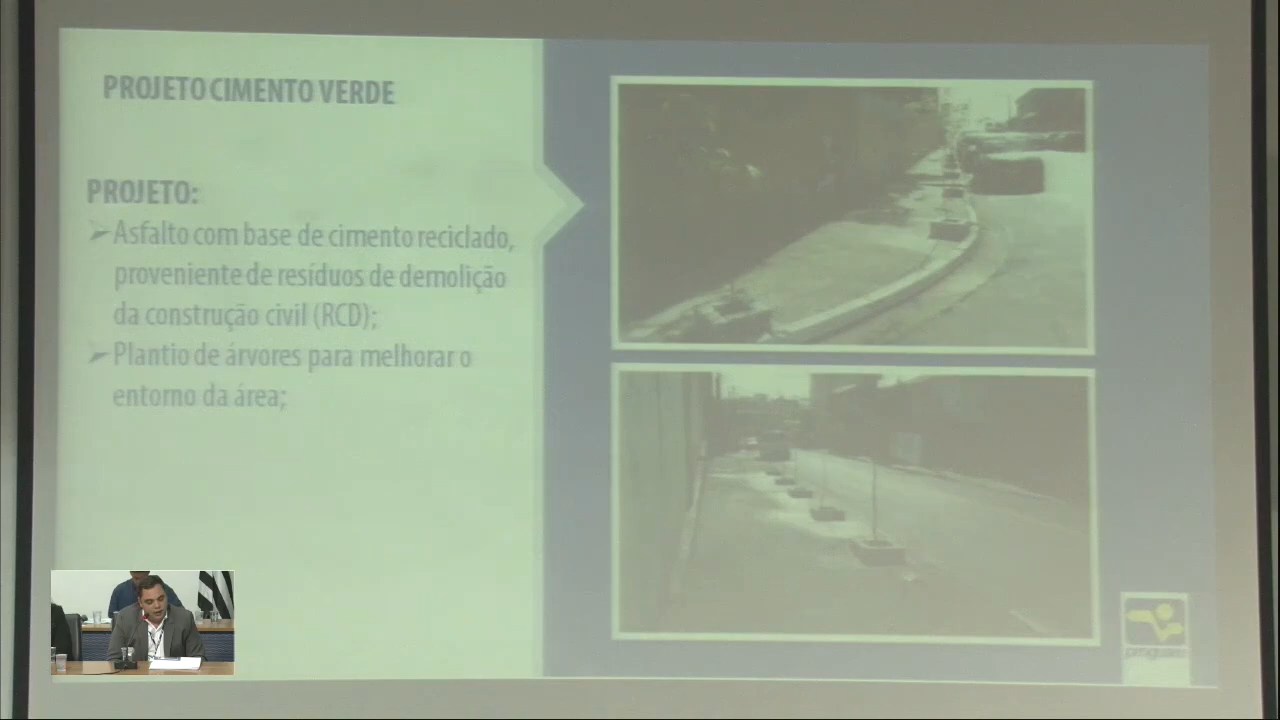 PROJETO CIMENTO VERDE
PROJETO:
➢Asfalto com base de cimento reciclado,
proveniente de resíduos de demolição
da construção civil (RCD);
➢Plantio de árvores para melhorar o
entorno da área;